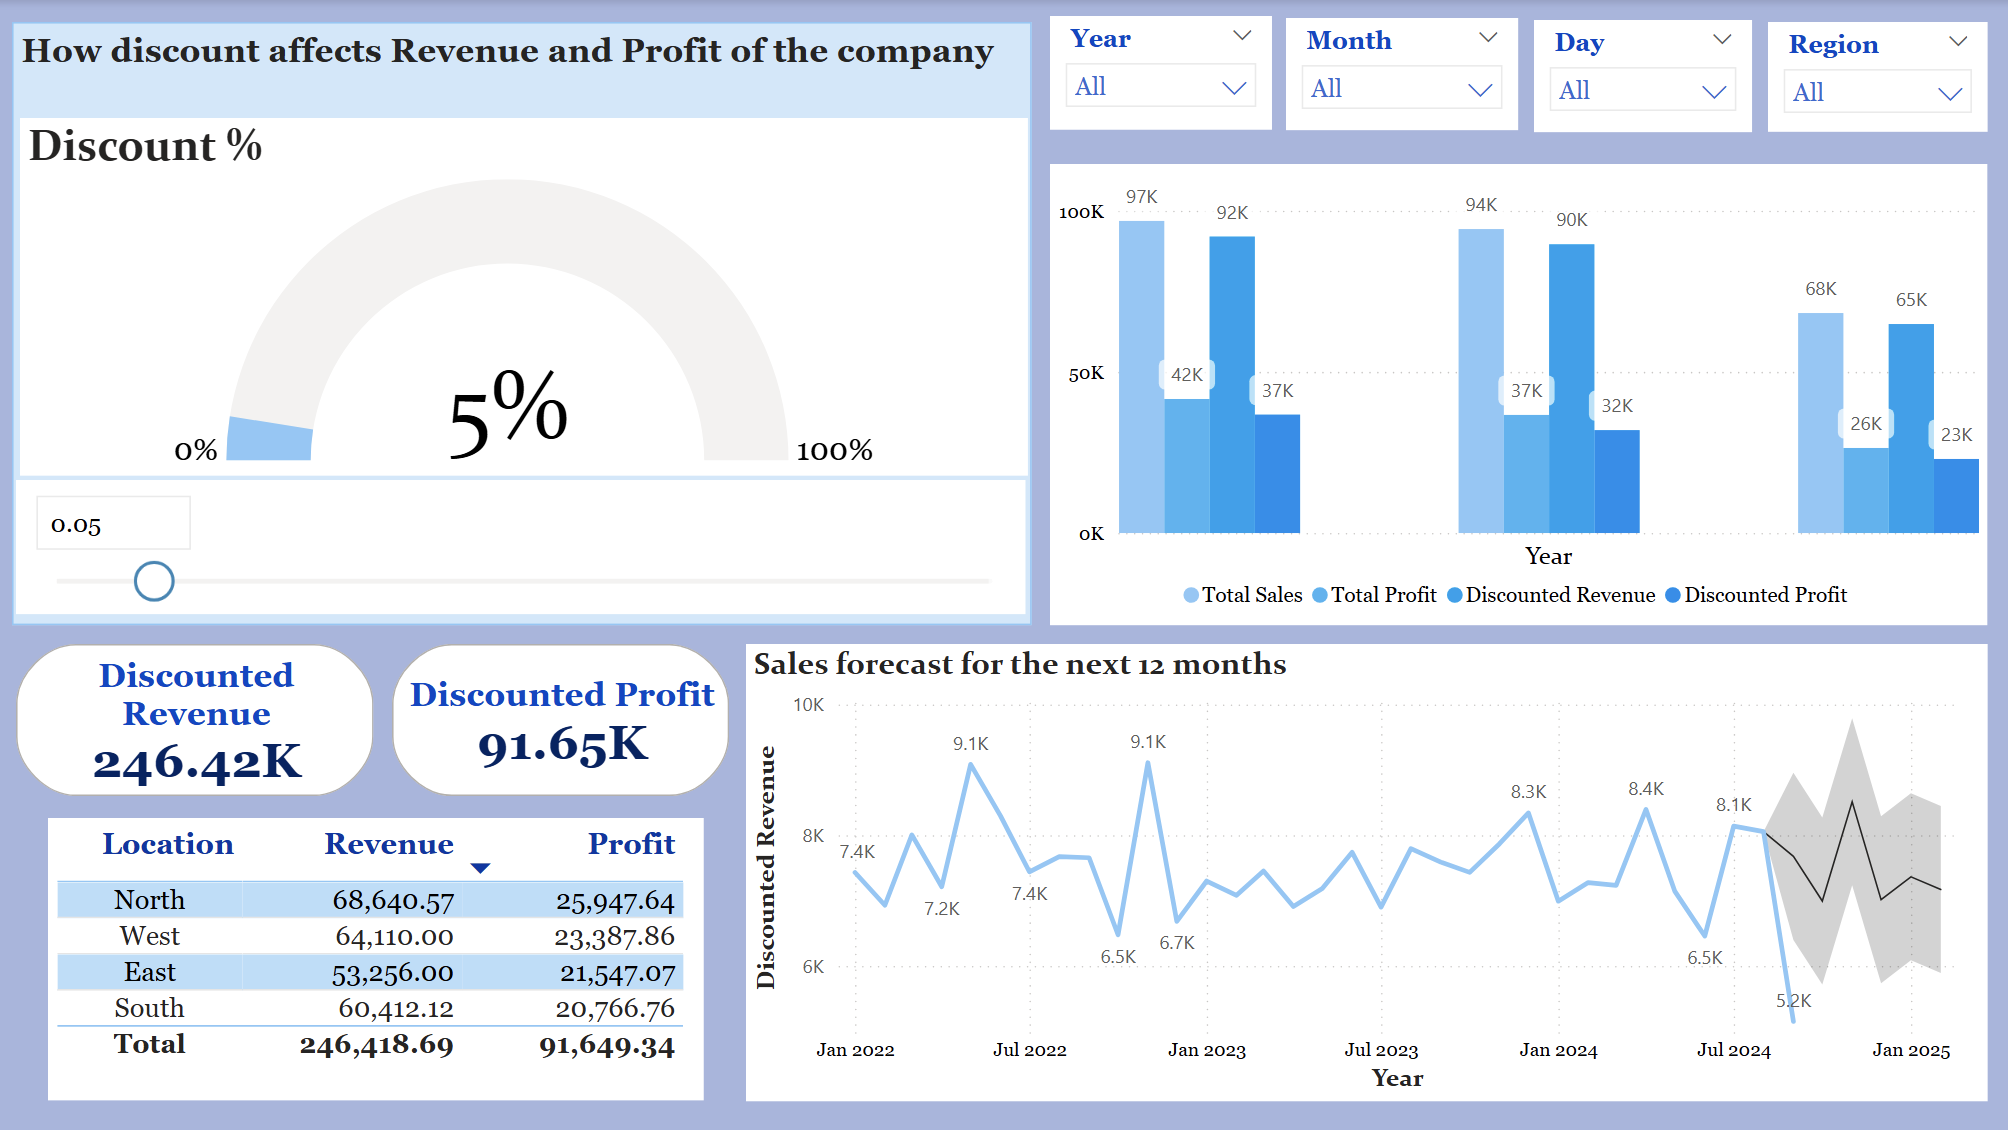 How discount affects Revenue and Profit of the company
Discount %
5%
0%
100%
0.05
Year
All
Month
All
Day
All
Region
All
100K
50K
0K
97K
42K
92K
37K
94K
37K
90K
32K
68K
26K
65K
23K
Year
Total Sales Total Profit Discounted Revenue Discounted Profit
Discounted
Revenue
246.42K
Discounted Profit
91.65K
Location Revenue Profit
North 68,640.57 25,947.64
West 64,110.00 23,387.86
East 53,256.00 21,547.07
South 60,412.12 20,766.76
Total 246,418.69 91,649.34
Sales forecast for the next 12 months
Discounted Revenue
10K
8K
6K
7.4K
7.2K
9.1K
7.4K
6.5K
9.1K
6.7K
8.3K
8.4K
6.5K
8.1K
5.2K
Jan 2022 Jul 2022 Jan 2023 Jul 2023 Jan 2024 Jul 2024 Jan 2025
Year